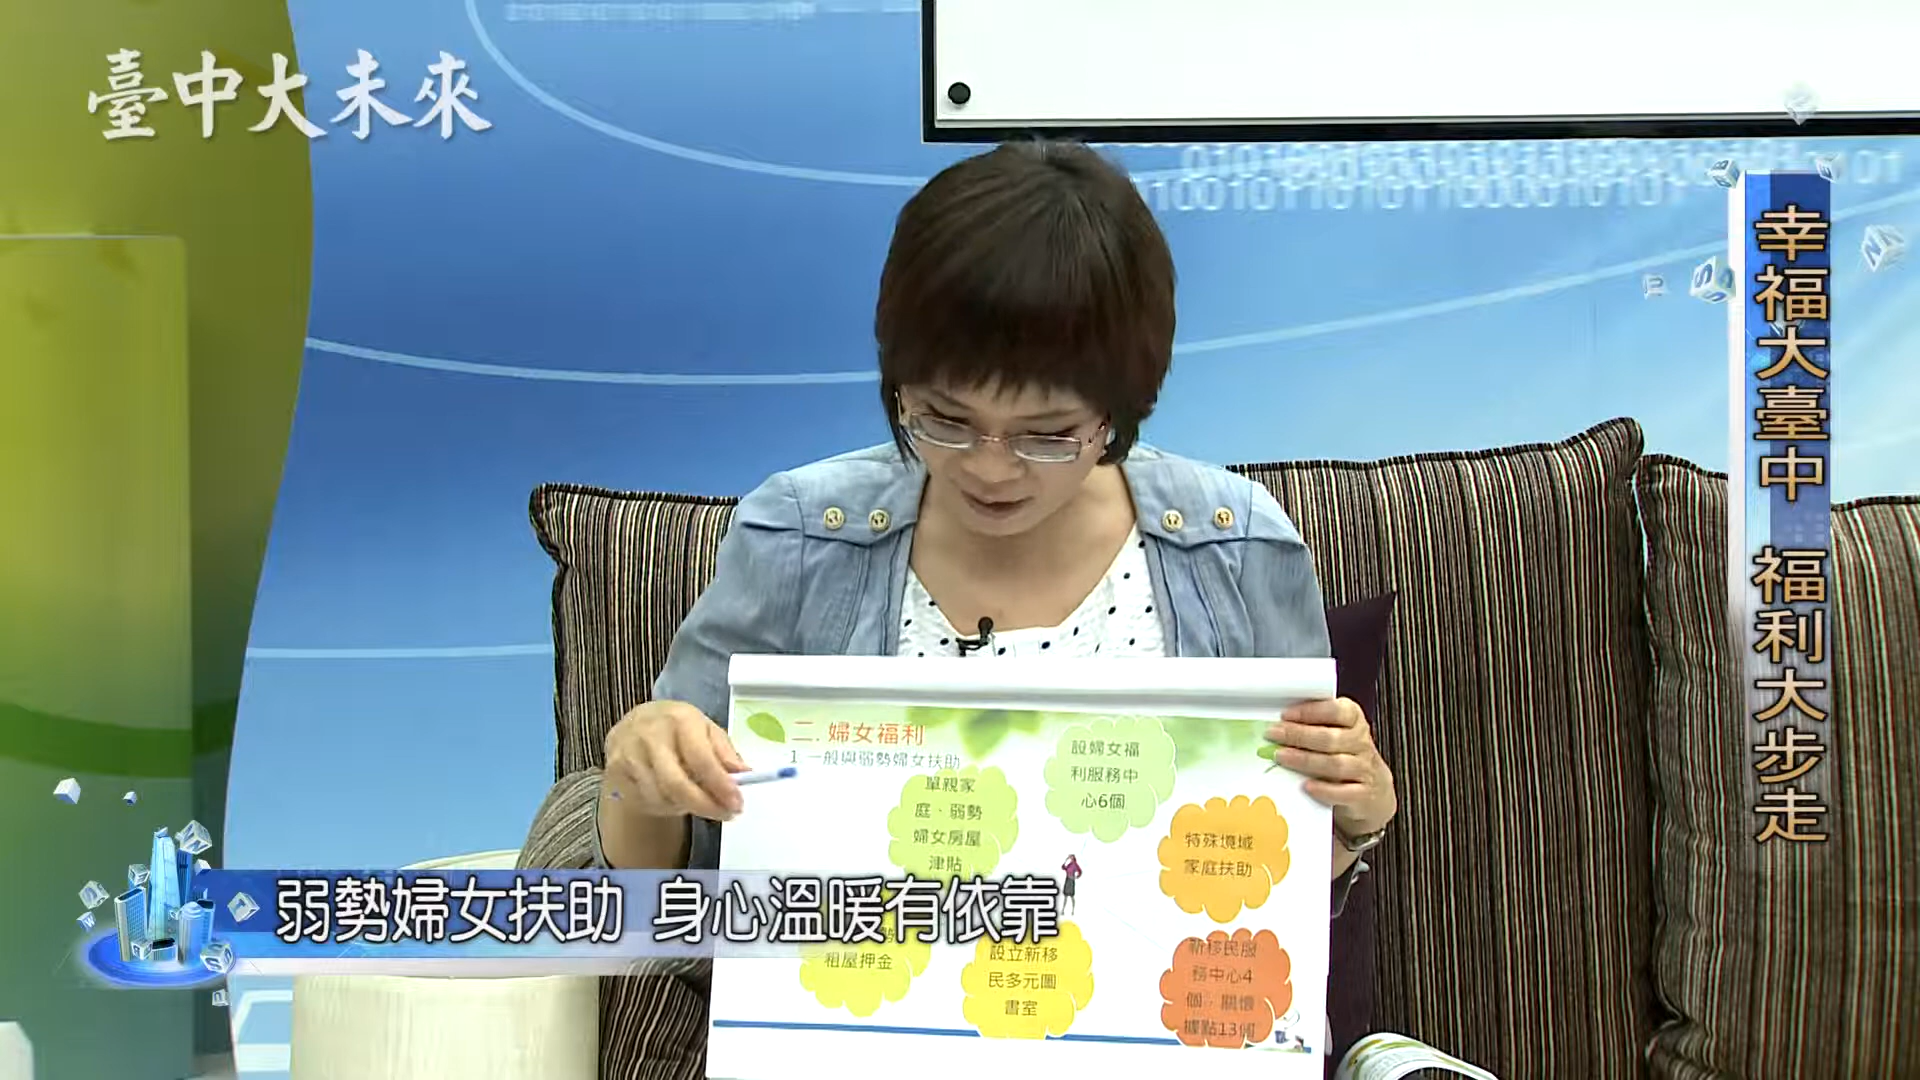 臺中大未來
幸福大臺中 福利大步走
二. 婦女福利
1.一般與弱勢婦女扶助
設婦女福
利服務中
心6個
單親家
庭、弱勢
婦女房屋
津貼
特殊境域
家庭扶助
弱勢婦女扶助 身心溫暖有依靠
勢
租屋押金
設立新移
民多元圖
書室
新移民服
務中心4
個，關懷
據點13個